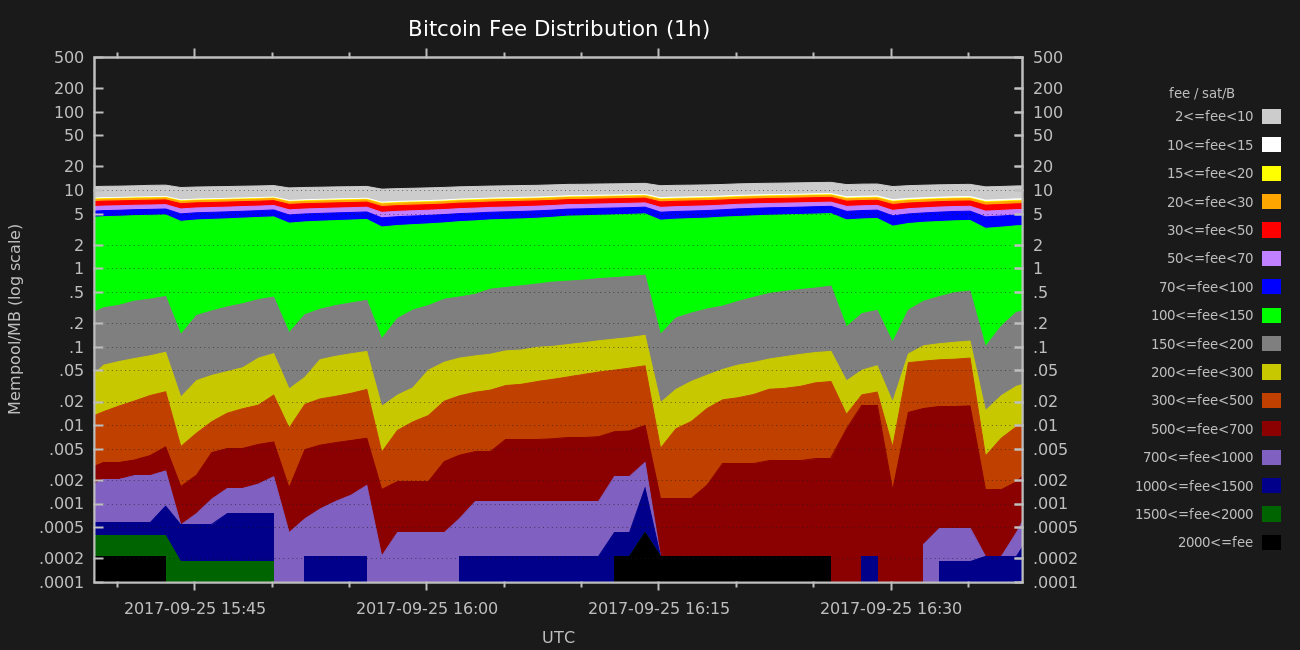 Bitcoin Fee Distribution (1h)
Mempool/MB (log scale)
500
200
100
50
20
10
5
2
1
.5
.2
.1
.05
.02
.01
.005
.002
.001
.0005
.0002
.0001
500
200
100
50
20
10
5
2
1
.5
.2
.1
.05
.02
.01
.005
.002
.001
.0005
.0002
.0001
2017-09-25 15:45
2017-09-25 16:00
2017-09-25 16:15
2017-09-25 16:30
UTC
fee / sat/B
2<=fee<10
10<=fee<15
15<=fee<20
20<=fee<30
30<=fee<50
50<=fee<70
70<=fee<100
100<=fee<150
150<=fee<200
200<=fee<300
300<=fee<500
500<=fee<700
700<=fee<1000
1000<=fee<1500
1500<=fee<2000
2000<=fee